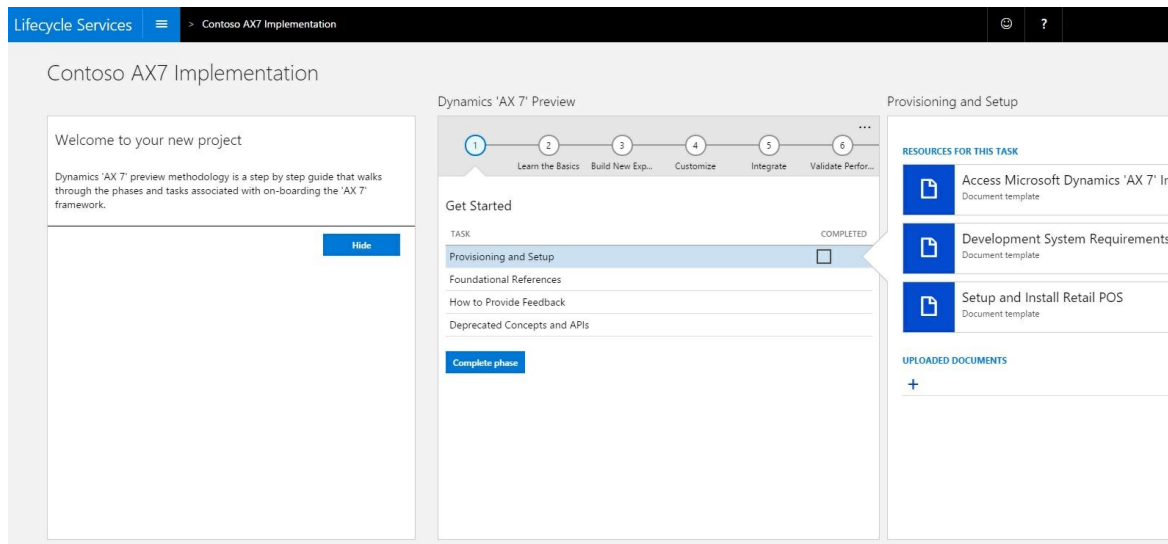 Lifecycle Services
> Contoso AX7 Implementation
?
Contoso AX7 Implementation
Welcome to your new project
Dynamics 'AX 7' preview methodology is a step by step guide that walks
through the phases and tasks associated with on-boarding the 'AX 7'
framework.
Hide
Dynamics 'AX 7' Preview
...
1 2 3 4 5 6
Learn the Basics Build New Exp... Customize Integrate Validate Perfor...
Get Started
TASK COMPLETED
Provisioning and Setup
Foundational References
How to Provide Feedback
Deprecated Concepts and APIs
Complete phase
Provisioning and Setup
RESOURCES FOR THIS TASK
Access Microsoft Dynamics 'AX 7' In
Document template
Development System Requirements
Document template
Setup and Install Retail POS
Document template
UPLOADED DOCUMENTS
+